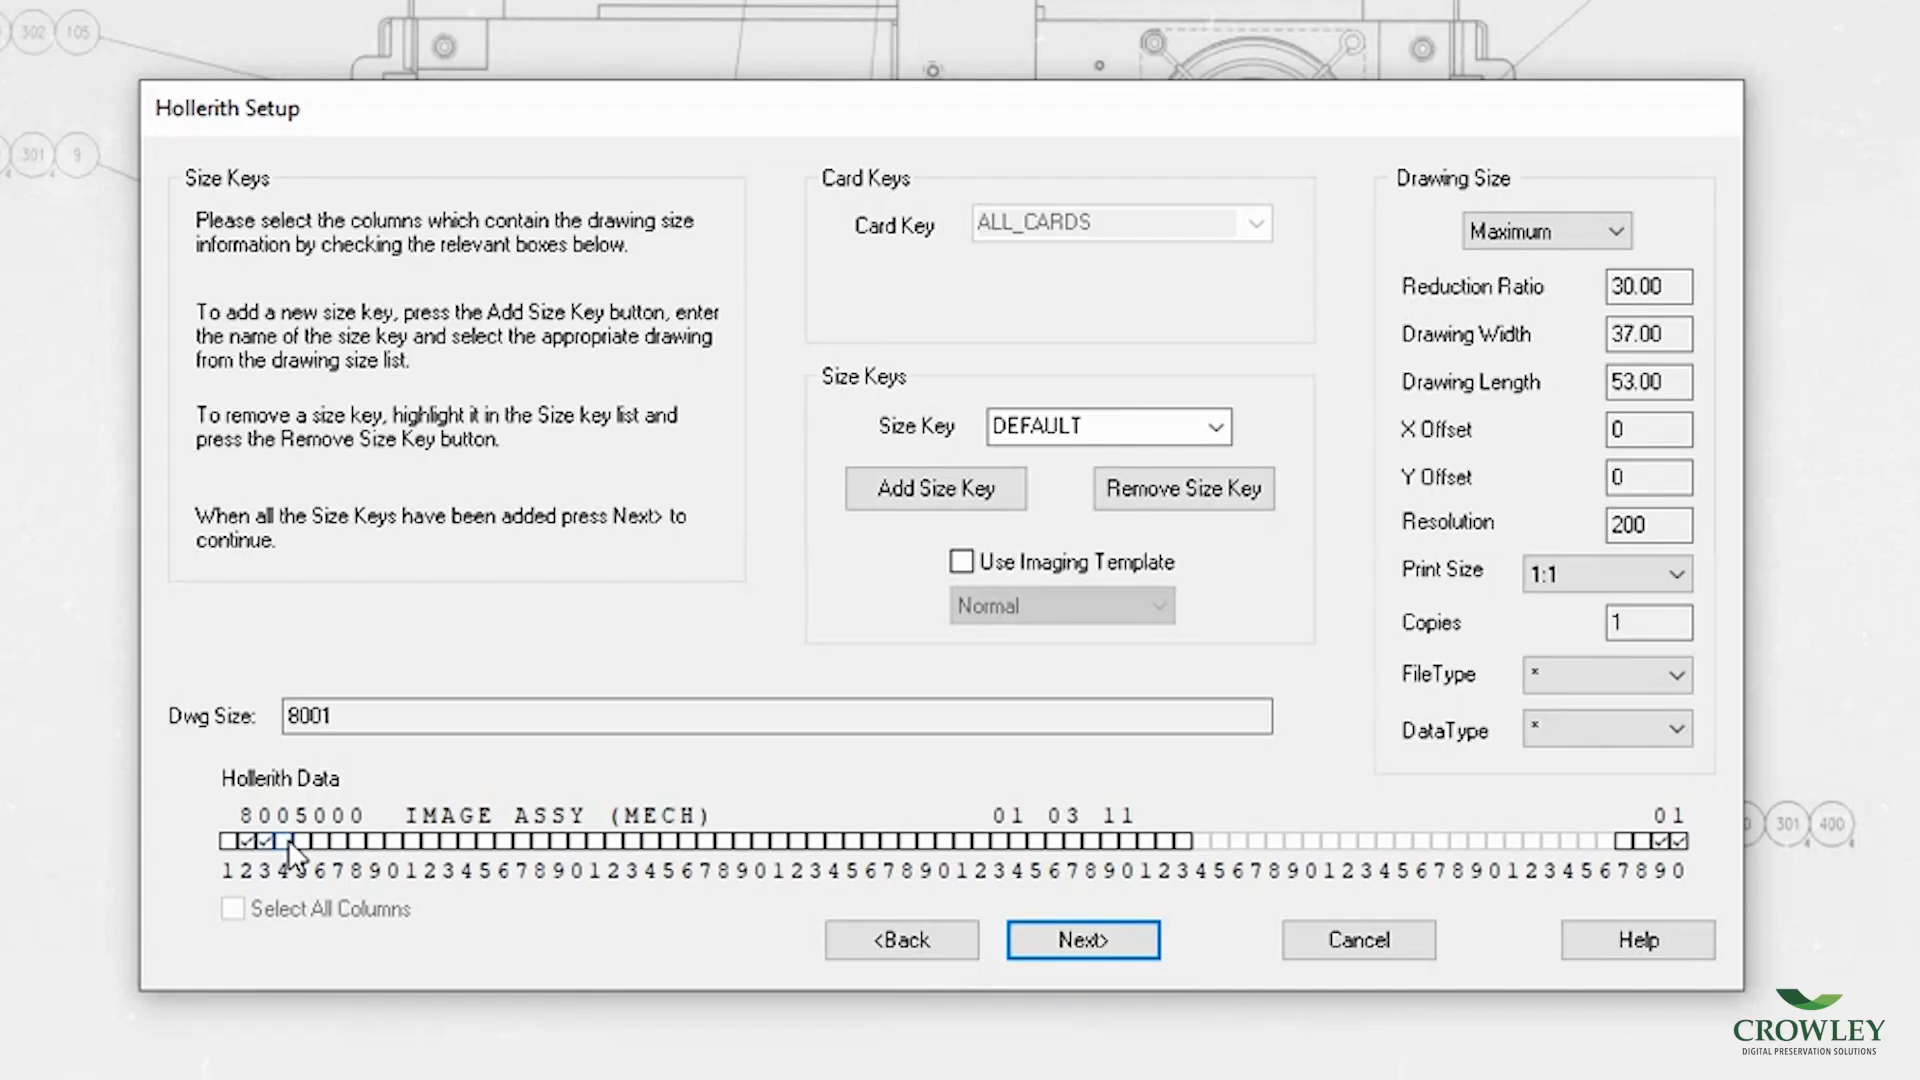 302 105
301 9
Hollerith Setup
Size Keys
Please select the columns which contain the drawing size
information by checking the relevant boxes below.
To add a new size key, press the Add Size Key button, enter
the name of the size key and select the appropriate drawing
from the drawing size list.
To remove a size key, highlight it in the Size key list and
press the Remove Size Key button.
When all the Size Keys have been added press Next> to
continue.
Card Keys
Card Key ALL_CARDS
Size Keys
Size Key DEFAULT
Add Size Key Remove Size Key
Use Imaging Template
Normal
Drawing Size
Maximum
Reduction Ratio 30.00
Drawing Width 37.00
Drawing Length 53.00
X Offset 0
Y Offset 0
Resolution 200
Print Size 1:1
Copies 1
FileType *
DataType *
Dwg Size: 8001
Hollerith Data
8005000 IMAGE ASSY (MECH) 01 03 11 01
12345678901234567890123456789012345678901234567890123456789012345678901234567890
Select All Columns
<Back Next> Cancel Help
301 400
CROWLEY
DIGITAL PRESERVATION SOLUTIONS